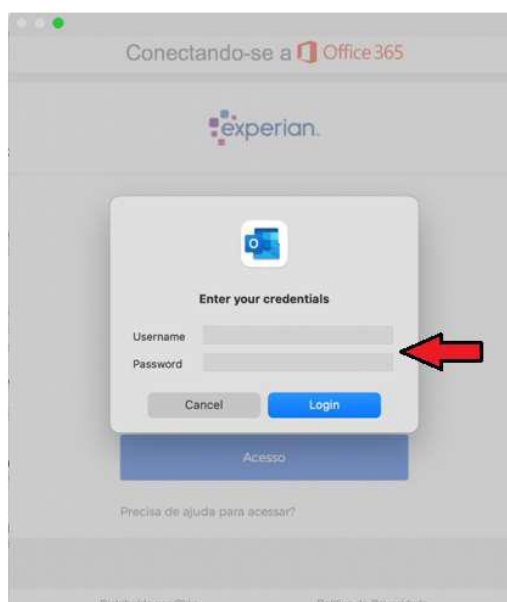 Conectando-se a Office 365
experian.
Enter your credentials
Username
Password
Cancel Login
Acesso
Precisa de ajuda para acessar?